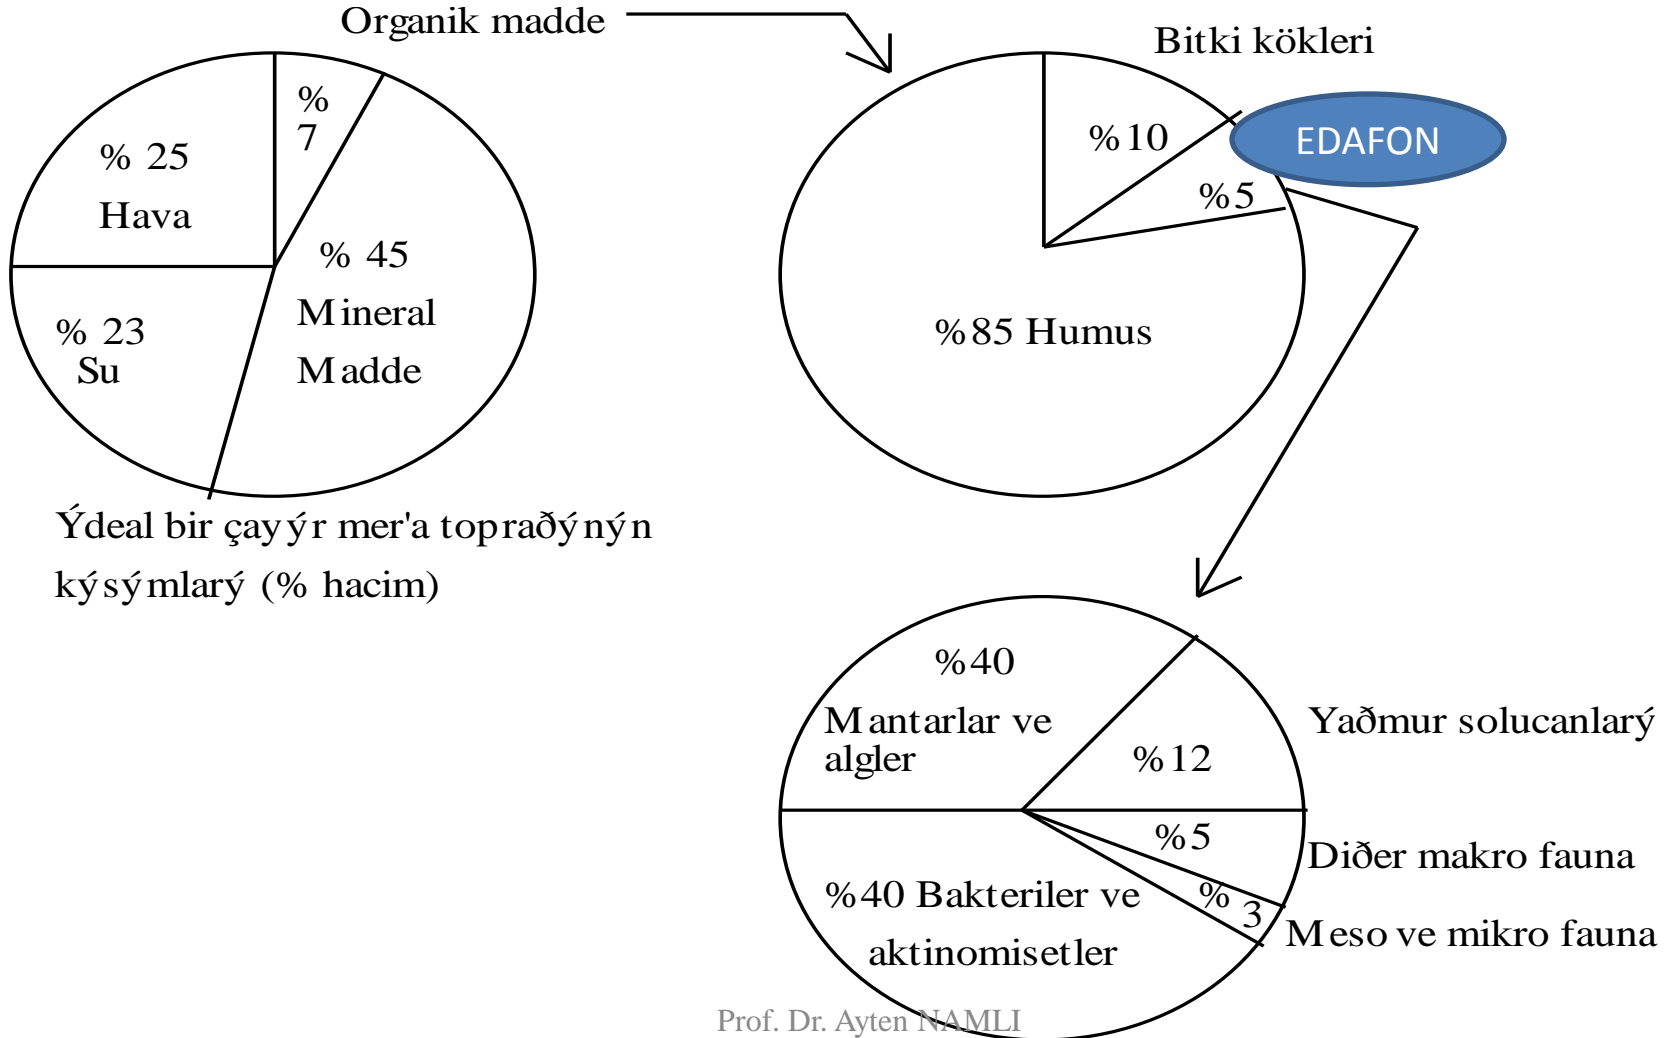 Organik madde
%
7
% 25
Hava
% 45
Mineral
Madde
% 23
Su
Ýdeal bir çayýr mer'a topraðýnýn
kýsýmlarý (% hacim)
Bitki kökleri
%10
EDAFON
%5
%85 Humus
%40
Mantarlar ve
algler
Yaðmur solucanlarý
%12
%5
Diðer makro fauna
%40 Bakteriler ve
aktinomisetler
%
3
Meso ve mikro fauna
Prof. Dr. Ayten NAMLI